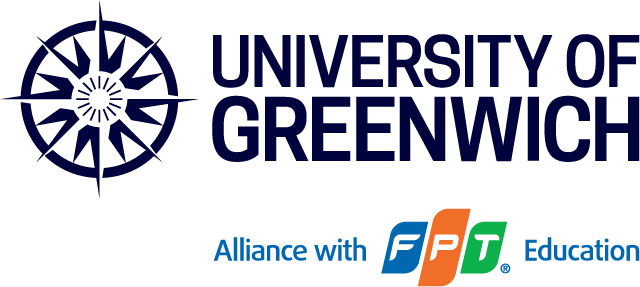 UNIVERSITY OF
GREENWICH
Alliance with FPT® Education